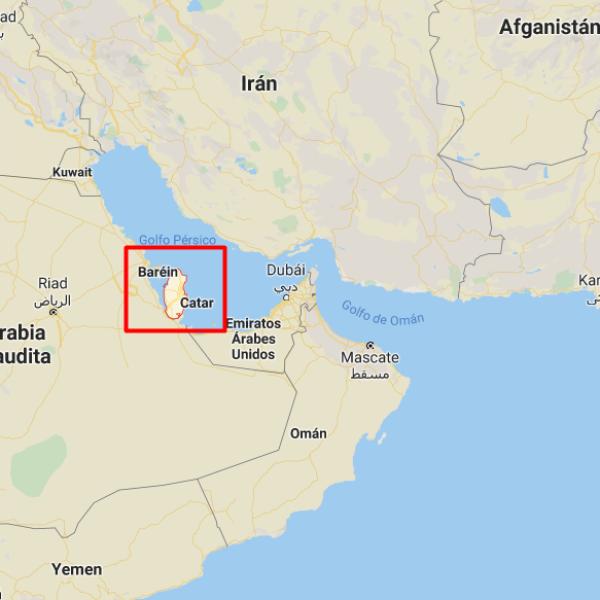 ad
ب
Afganistán
Irán
Kuwait
Golfo Pérsico
Baréin
Dubái
دبي
Riad
الرياض
Catar
Kar
Golfo de Omán
Emiratos
Árabes
Unidos
rabia
audita
Mascate
مسقط
Omán
Yemen